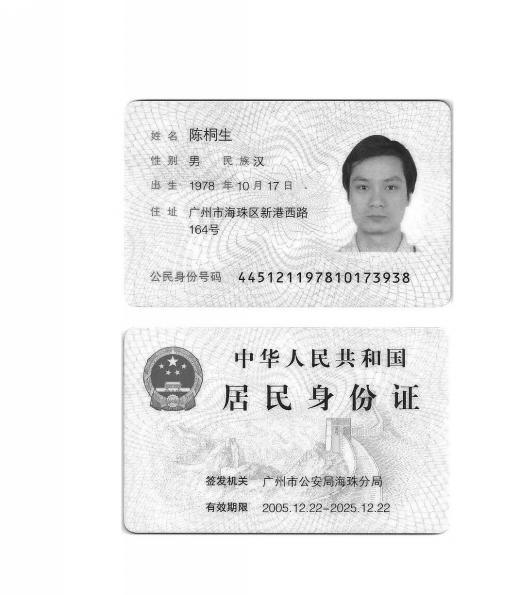 姓名 陈桐生
性别 男 民族 汉
出生 1978 年 10 月 17 日
住址 广州市海珠区新港西路
164号
公民身份号码 445121197810173938
中华人民共和国
居民身份证
签发机关 广州市公安局海珠分局
有效期限 2005.12.22-2025.12.22